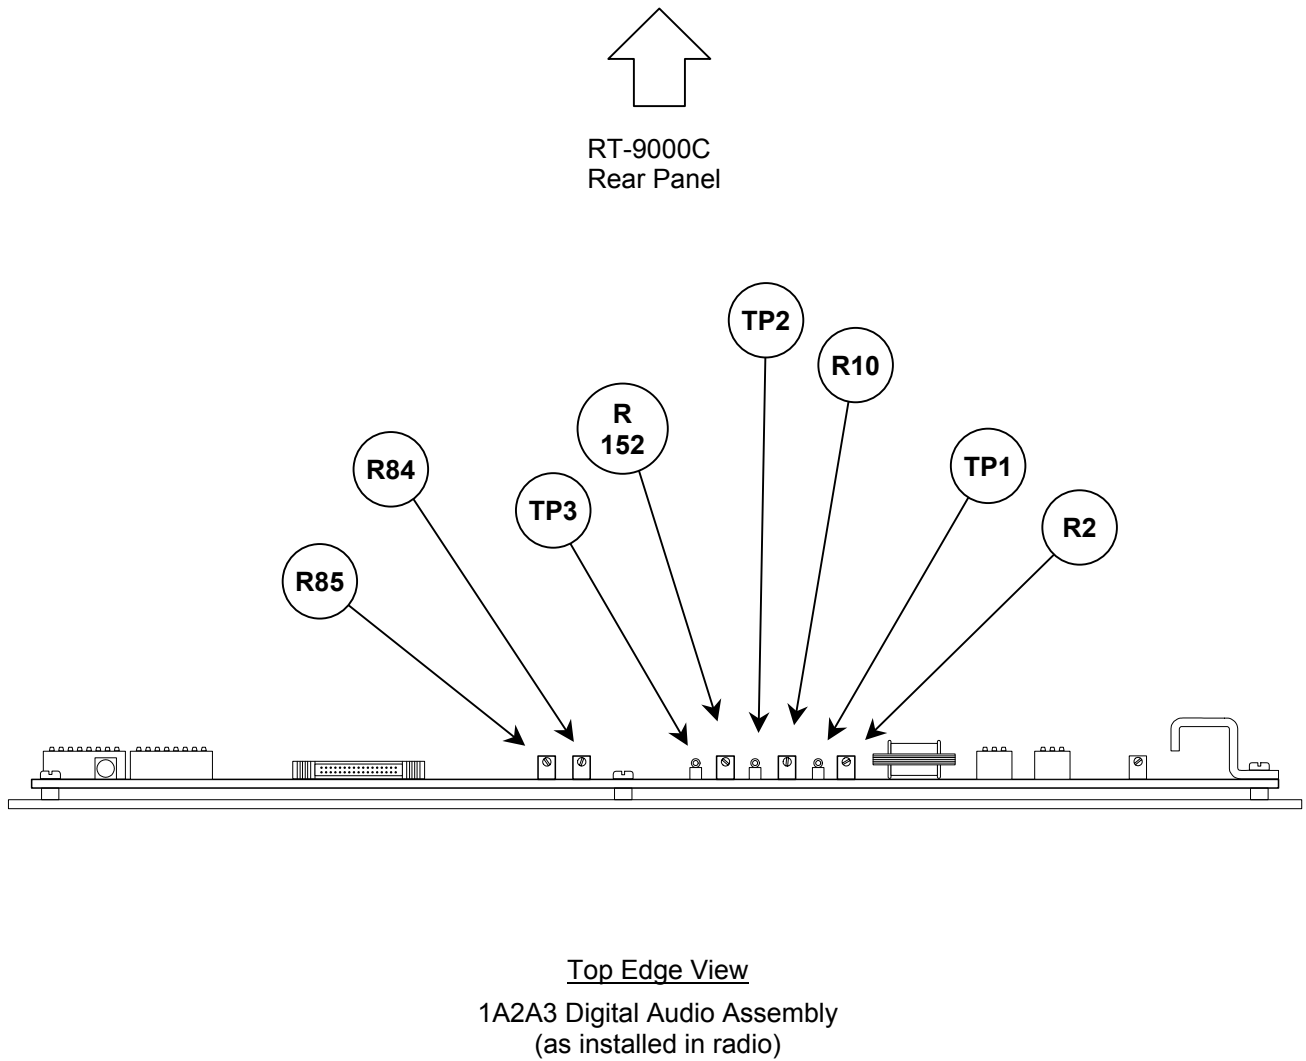 RT-9000C
Rear Panel
TP2
R10
R
152
TP1
R84
TP3
R2
R85
Top Edge View
1A2A3 Digital Audio Assembly
(as installed in radio)